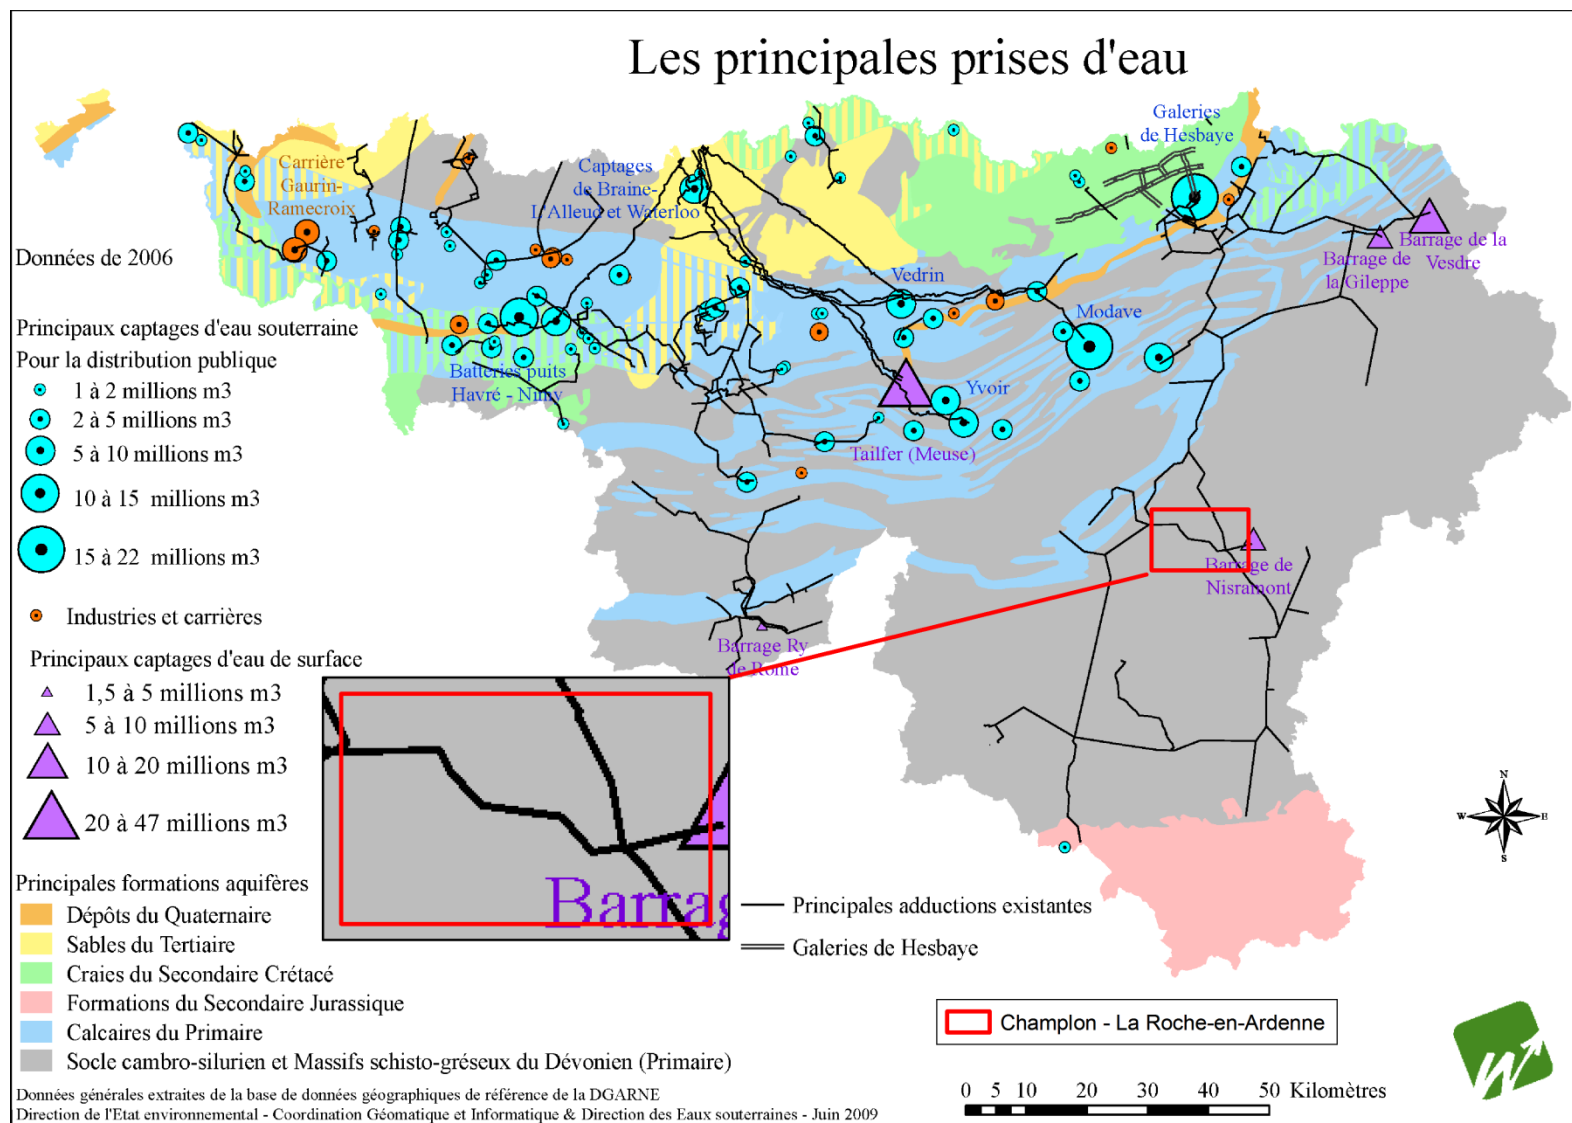 Les principales prises d'eau
Galeries
de Hesbaye
Carrière
Gaurin-
Ramecroix
Captages
de Braine-
L'Alleud et Waterloo
Données de 2006
Barrage de la
Vesdre
Barrage de
la Gileppe
Vedrin
Modave
Principaux captages d'eau souterraine
Pour la distribution publique
1 à 2 millions m3
2 à 5 millions m3
5 à 10 millions m3
10 à 15 millions m3
15 à 22 millions m3
Batteries puits
Havré - Nimy
Yvoir
Tailfer (Meuse)
Barrage de
Nisramont
Industries et carrières
Barrage Ry
de Rome
Principaux captages d'eau de surface
1,5 à 5 millions m3
5 à 10 millions m3
10 à 20 millions m3
20 à 47 millions m3
Barrag
N
W E
S
Principales formations aquifères
Dépôts du Quaternaire
Sables du Tertiaire
Craies du Secondaire Crétacé
Formations du Secondaire Jurassique
Calcaires du Primaire
Socle cambro-silurien et Massifs schisto-gréseux du Dévonien (Primaire)
Principales adductions existantes
Galeries de Hesbaye
Champlon - La Roche-en-Ardenne
0 5 10 20 30 40 50 Kilomètres
Données générales extraites de la base de données géographiques de référence de la DGARNE
Direction de l'Etat environnemental - Coordination Géomatique et Informatique & Direction des Eaux souterraines - Juin 2009